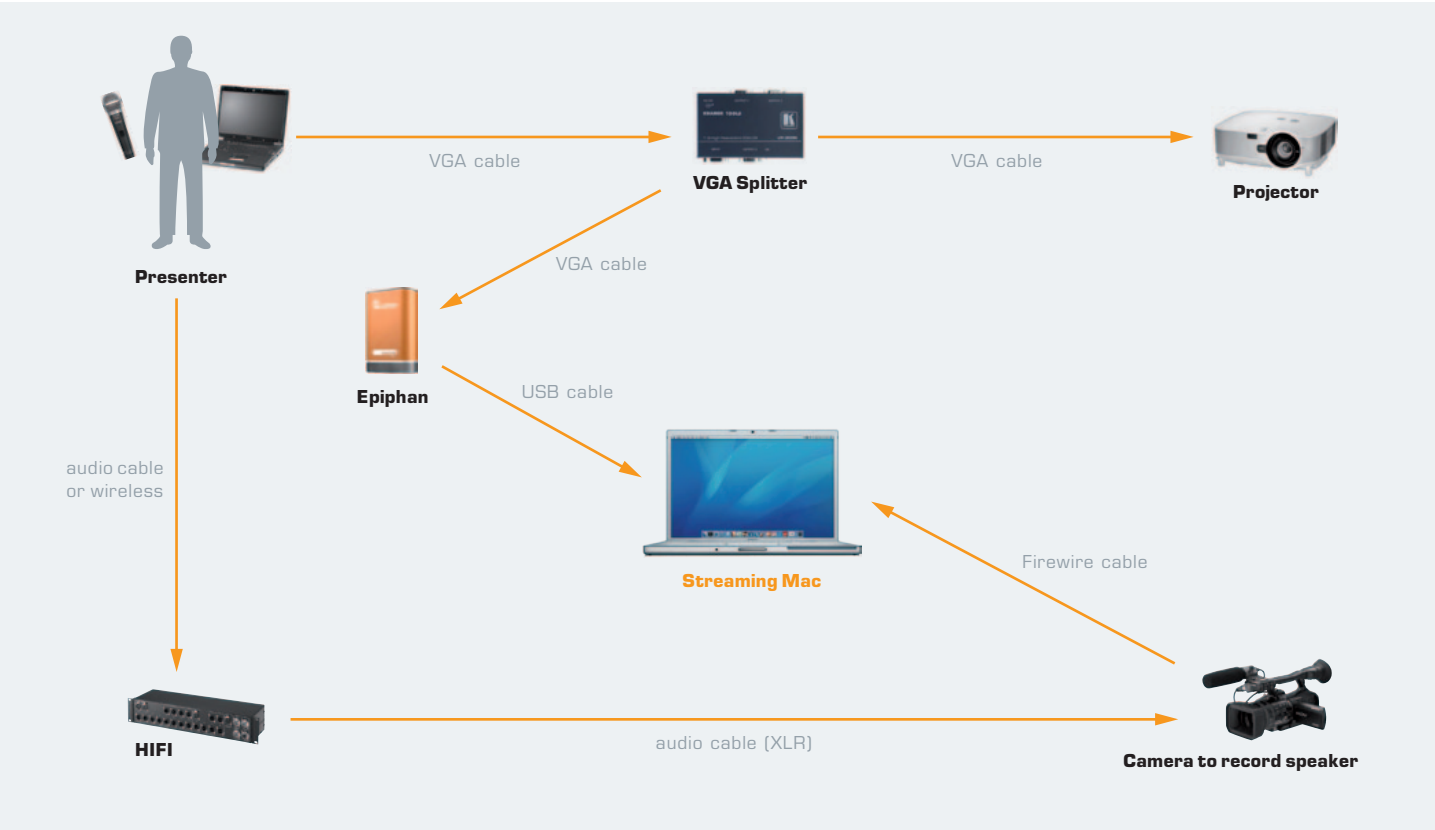 VGA cable
VGA cable
VGA Splitter
Projector
VGA cable
Presenter
Epiphan
USB cable
audio cable
or wireless
Streaming Mac
Firewire cable
HIFI
audio cable (XLR)
Camera to record speaker